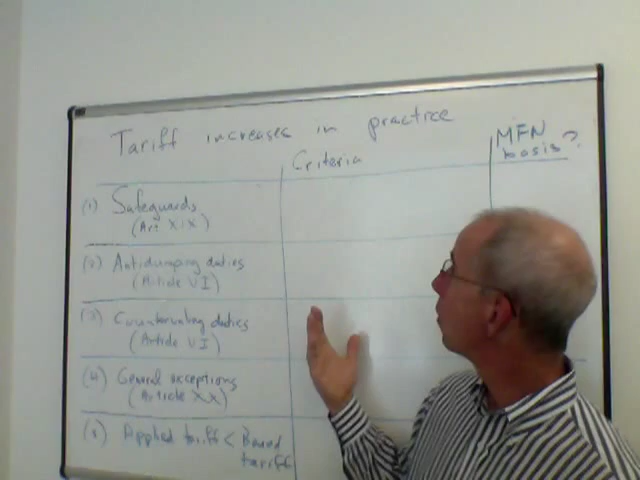 Tariff increases in practice
Criteria
MFN
basis?
(1) Safeguards
(Art XIX)
(2) Antidumping duties
(Article VI)
(3) Countervailing duties
(Article VI)
(4) General exceptions
(Article XX)
(5) Applied tariff < Bound
tariff